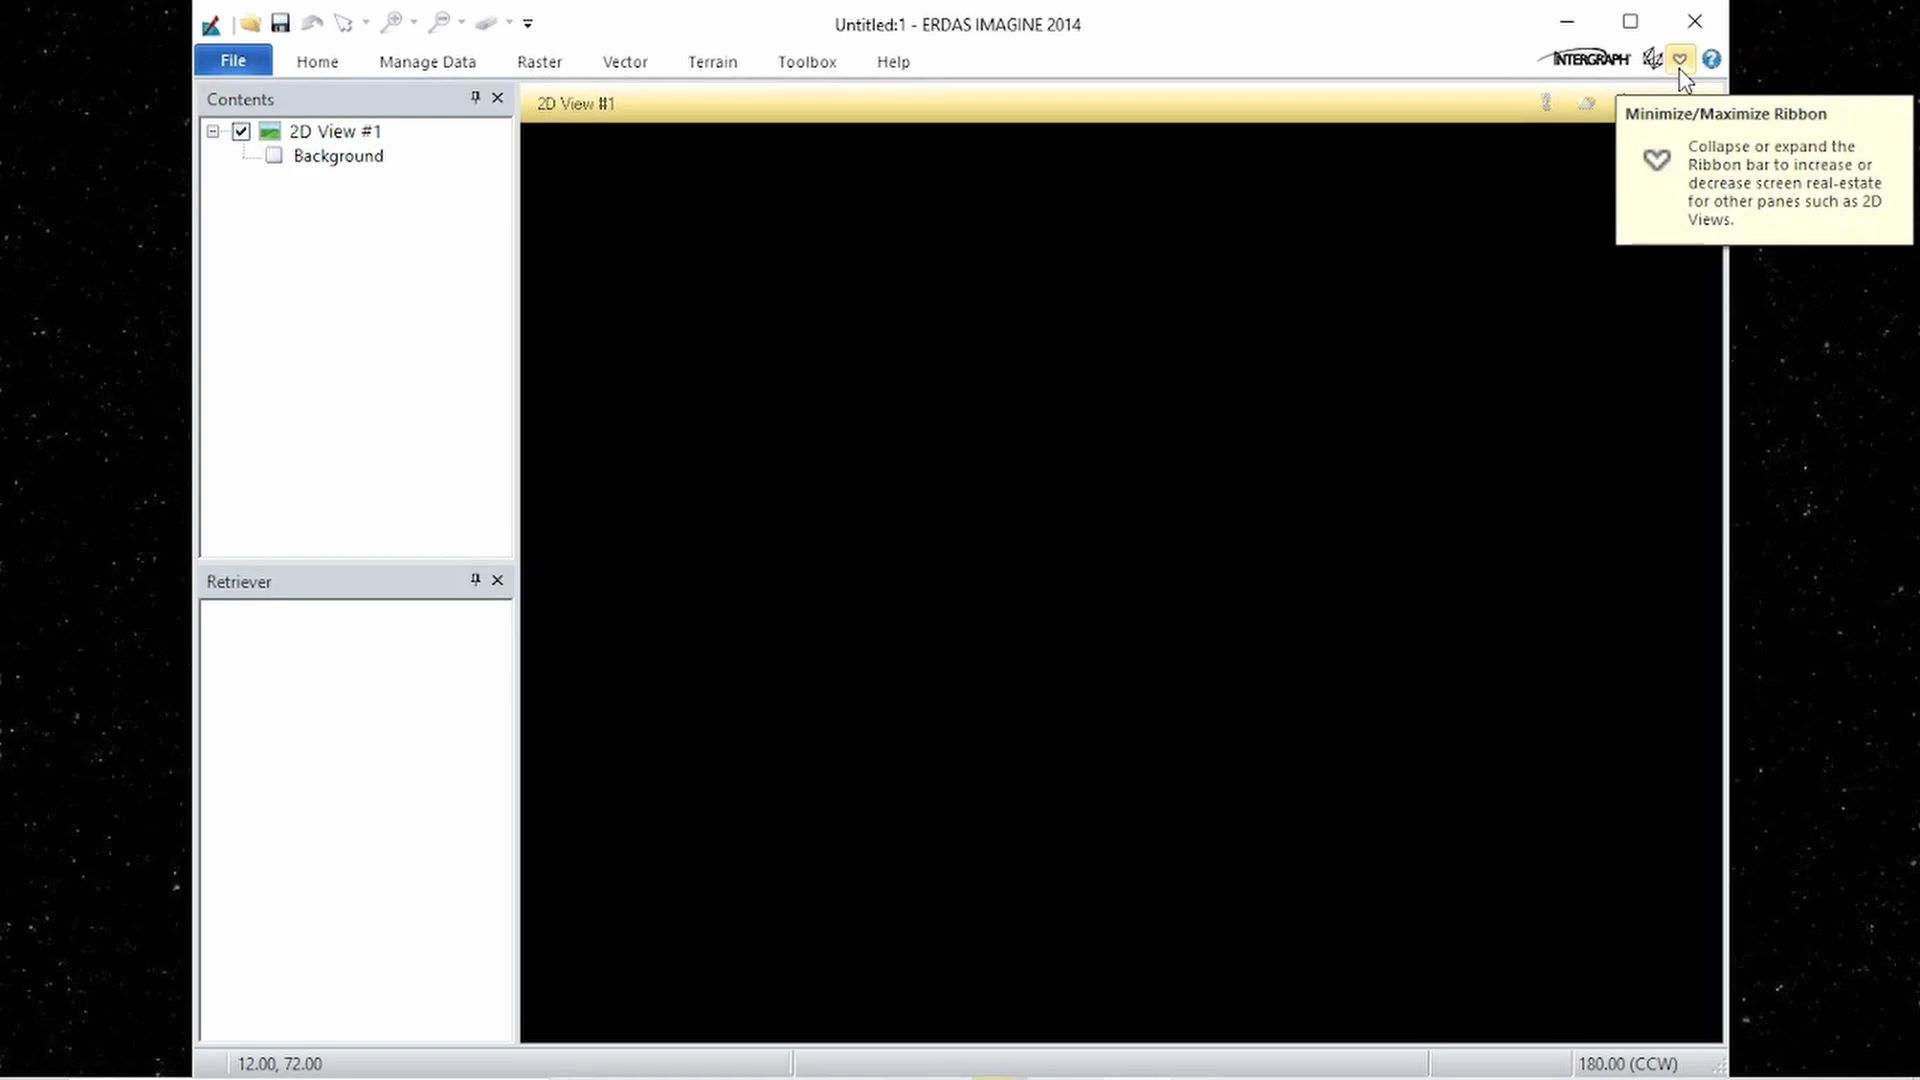 Untitled:1 - ERDAS IMAGINE 2014
File Home Manage Data Raster Vector Terrain Toolbox Help INTERGRAPH
Contents
2D View #1
Background
2D View #1
Minimize/Maximize Ribbon
Collapse or expand the
Ribbon bar to increase or
decrease screen real-estate
for other panes such as 2D
Views.
Retriever
12.00, 72.00
180.00 (CCW)